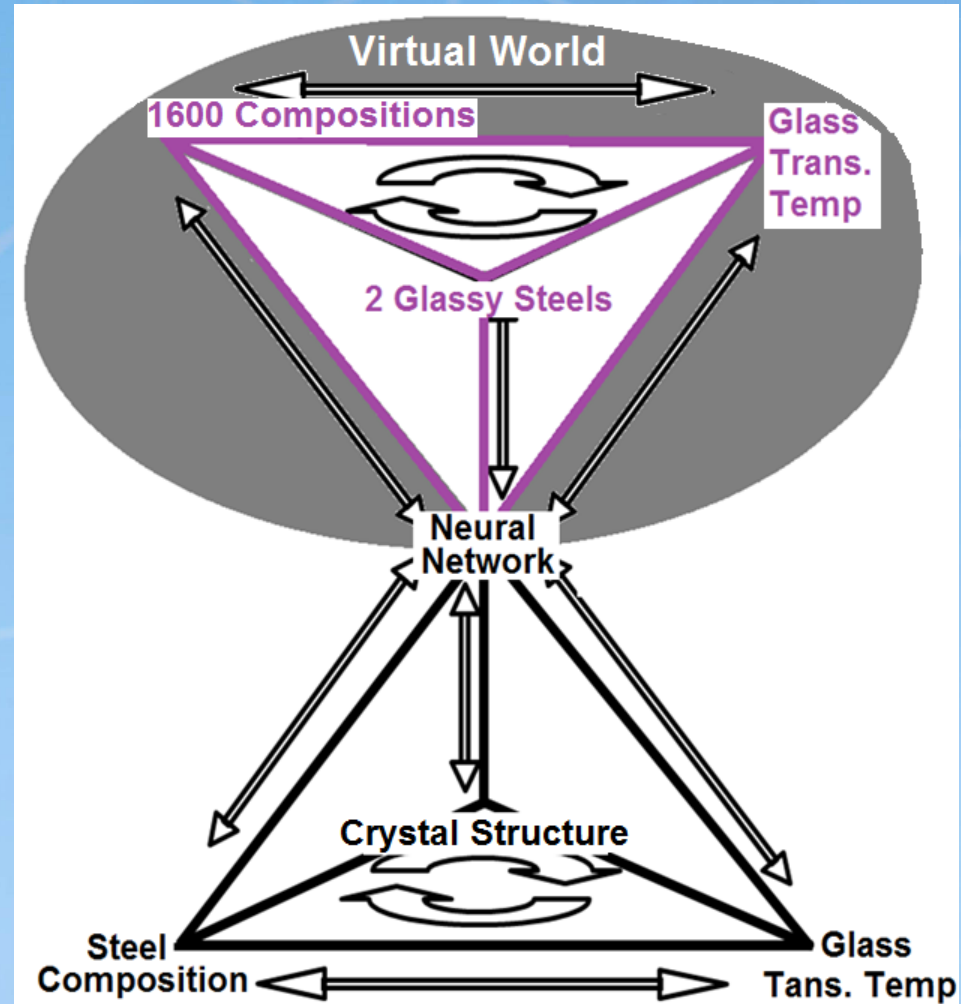 Virtual World
1600 Compositions
Glass
Trans.
Temp
2 Glassy Steels
Neural
Network
Crystal Structure
Steel
Composition
Glass
Tans. Temp